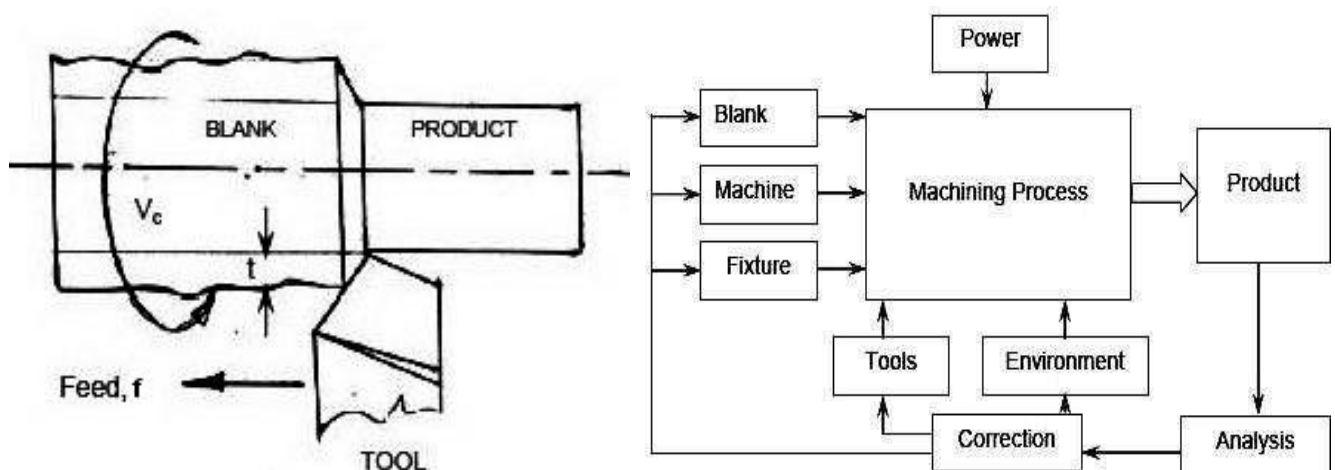 BLANK
PRODUCT
Vc
t
Feed, f
TOOL
Power
Blank
Machine
Fixture
Machining Process
Product
Tools
Environment
Correction
Analysis